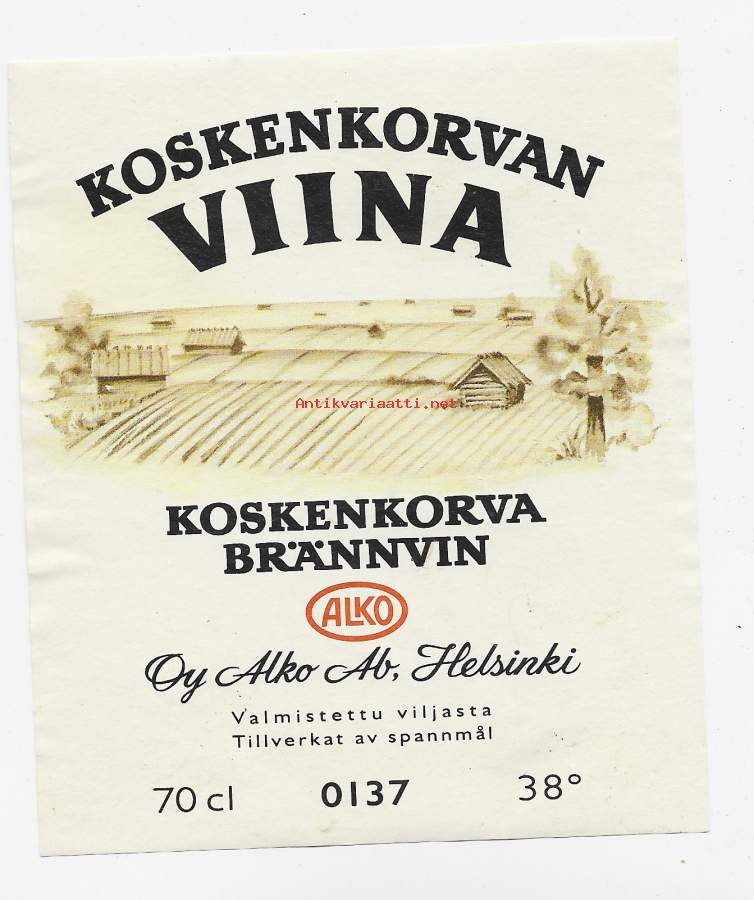 KOSKENKORVAN
VIINA
Antikvariaatti.net
KOSKENKORVA
BRÄNNVIN
ALKO
Oy Alko Ab, Helsinki
Valmistettu viljasta
Tillverkat av spannmål
70 cl 0137 38°